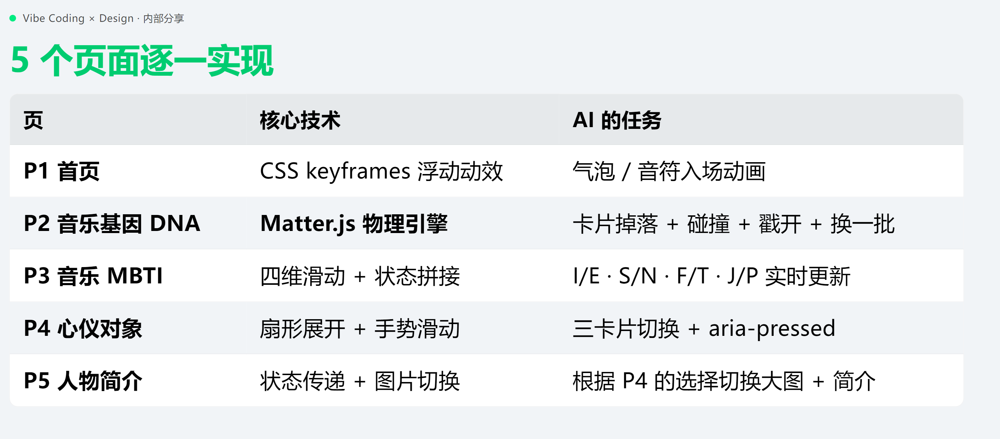 Vibe Coding × Design · 内部分享
5 个页面逐一实现
页 核心技术 AI 的任务
P1 首页 CSS keyframes 浮动动效 气泡 / 音符入场动画
P2 音乐基因 DNA Matter.js 物理引擎 卡片掉落 + 碰撞 + 戳开 + 换一批
P3 音乐 MBTI 四维滑动 + 状态拼接 I/E · S/N · F/T · J/P 实时更新
P4 心仪对象 扇形展开 + 手势滑动 三卡片切换 + aria-pressed
P5 人物简介 状态传递 + 图片切换 根据 P4 的选择切换大图 + 简介